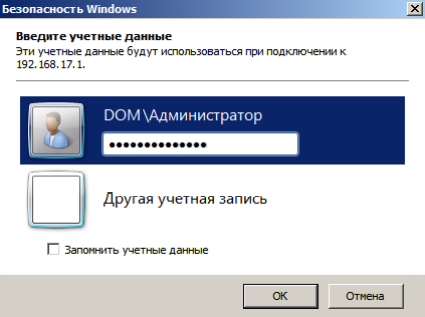 Безопасность Windows
Введите учетные данные
Эти учетные данные будут использоваться при подключении к
192.168.17.1.
DOM\Администратор
••••••••••••••
Другая учетная запись
Запомнить учетные данные
ОК
Отмена